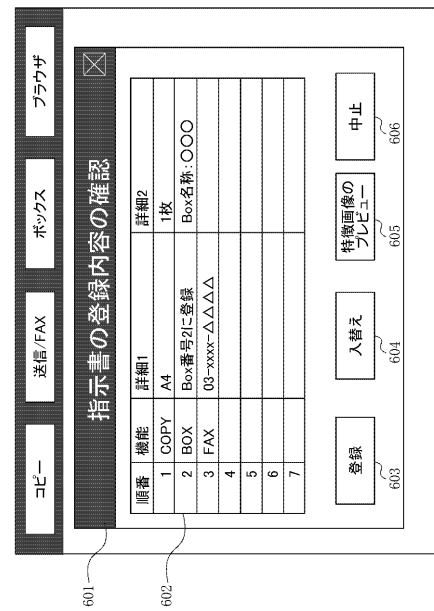 コピー 送信/FAX ボックス ブラウザ
指示書の登録内容の確認
順番 機能 詳細1 詳細2
1 COPY A4 1枚
2 BOX Box番号2に登録 Box名称:〇〇〇
3 FAX 03-xxxx-△△△△
4
5
6
7
登録 入替え 特徴画像の
プレビュー 中止
601
602
603 604 605 606